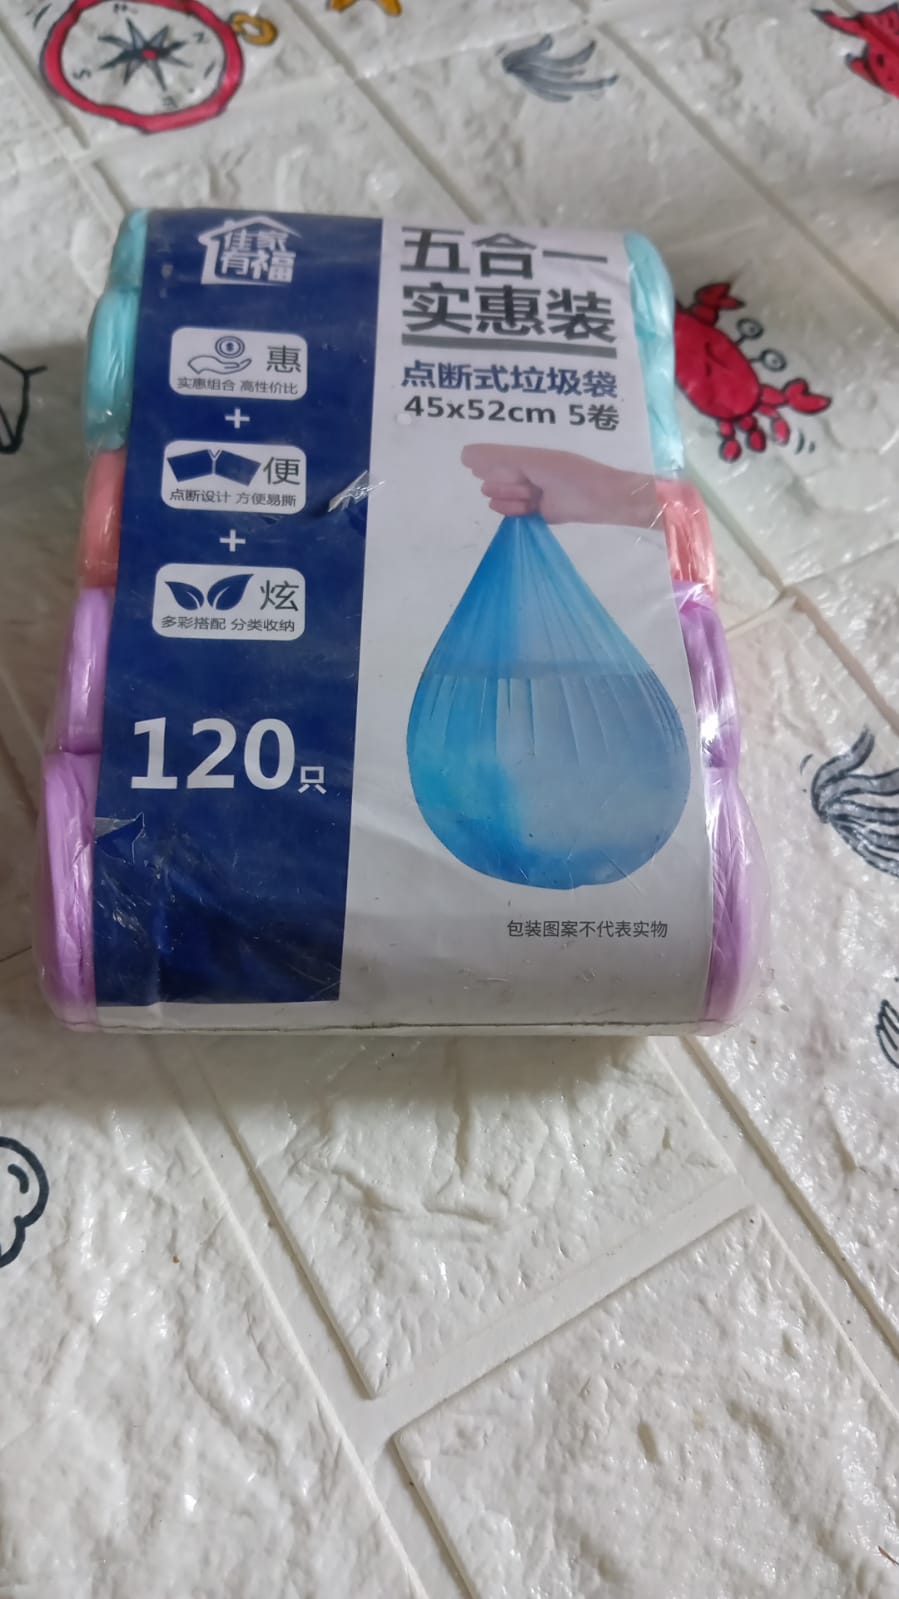 佳家
有福
惠
实惠组合 高性价比
+
便
点断设计 方便易撕
+
炫
多彩搭配 分类收纳
120只
五合一
实惠装
点断式垃圾袋
45x52cm 5卷
包装图案不代表实物
N
S
E